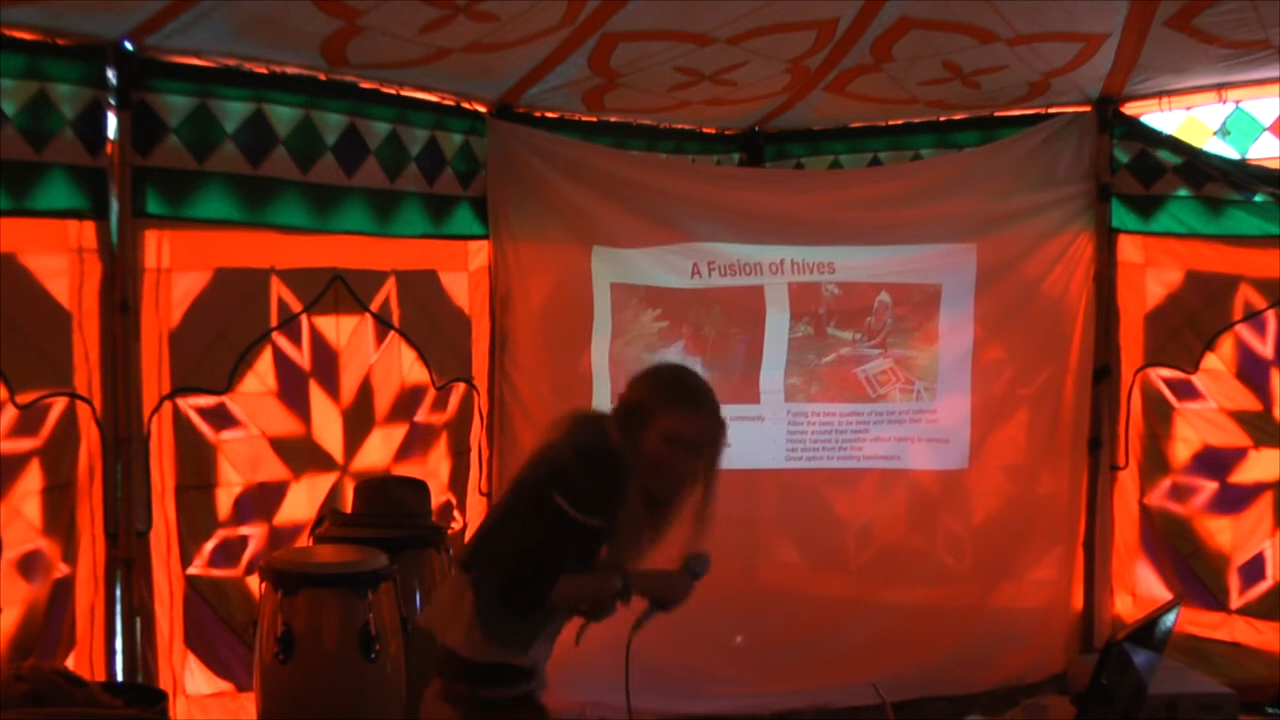 A Fusion of hives
community
Fusing the best qualities of top bar and national
Allow the bees, to be bees and design their own
homes around their needs
Honey harvest is possible without having to remove
wax stores from the hive
Great option for existing beekeepers